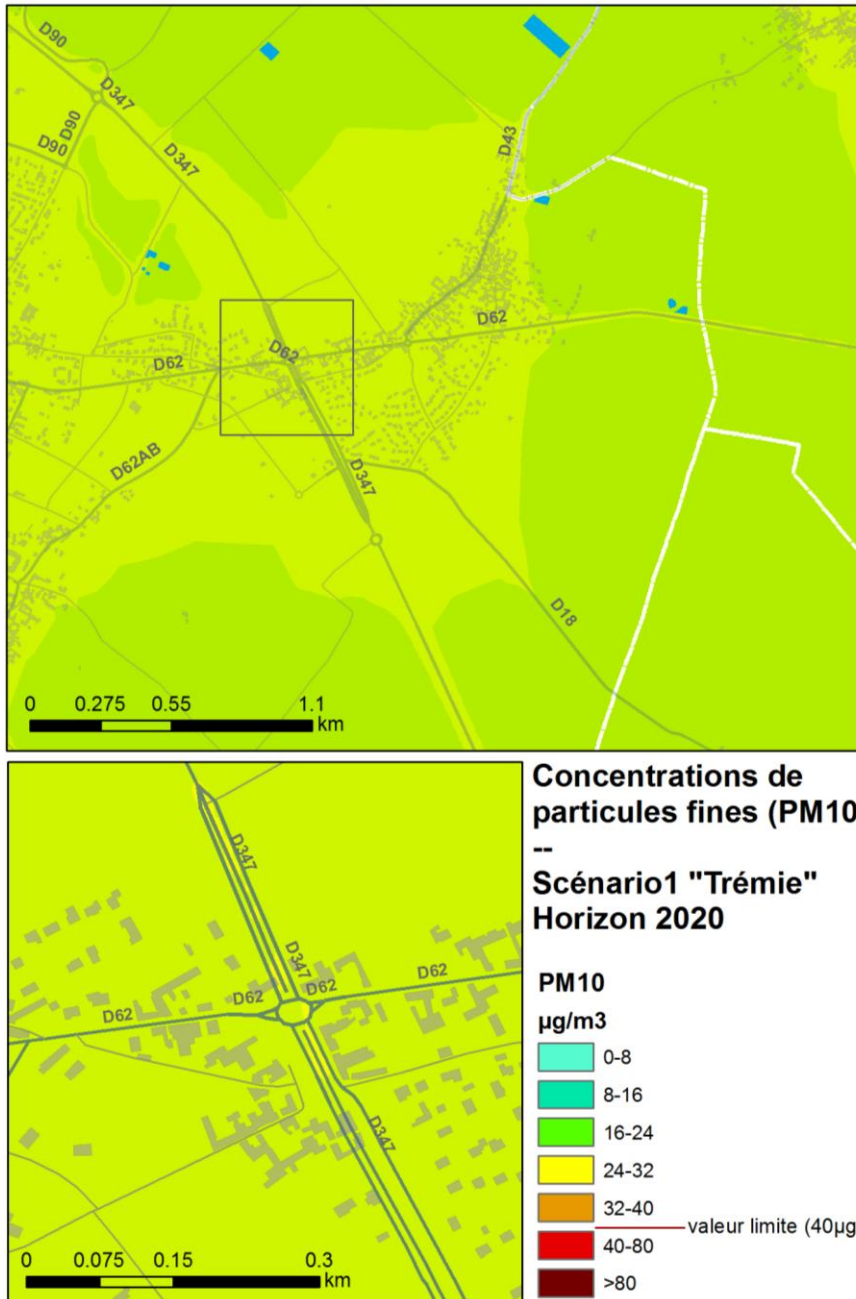 D90
D347
D90
D90
D347
D43
D62
D62
D62
D62AB
D347
D18
0 0.275 0.55 1.1
km
D347
D347
D62
D62
D62
D62
D347
0 0.075 0.15 0.3
km
Concentrations de
particules fines (PM10
--
Scénario1 "Trémie"
Horizon 2020
PM10
µg/m3
0-8
8-16
16-24
24-32
32-40
valeur limite (40µg
40-80
>80